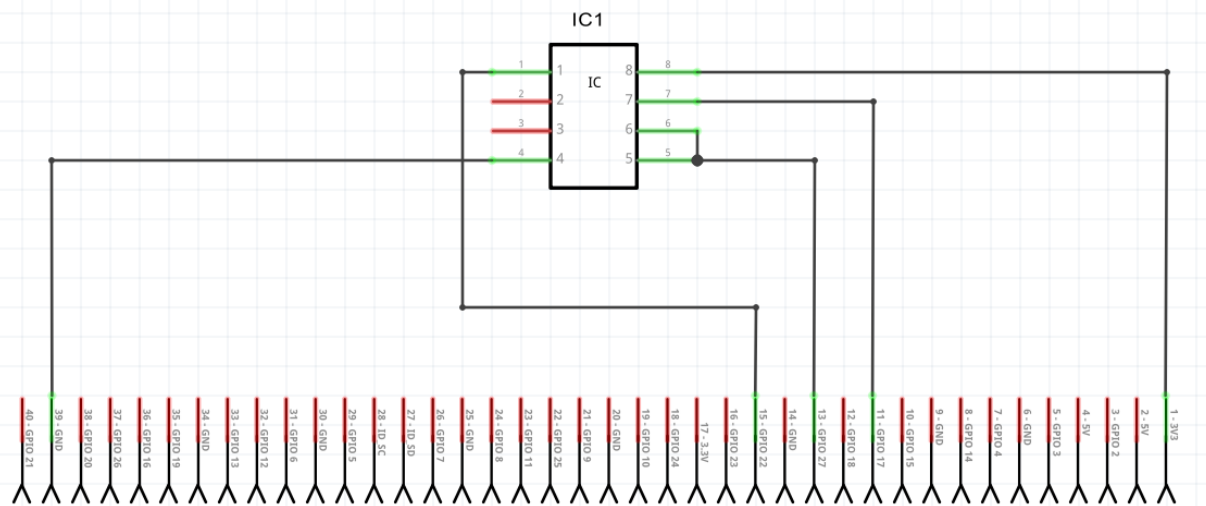 IC1
IC
1 1
2 2
3 3
4 4
8 8
7 7
6 6
5 5
40 - GPIO 21
39 - GND
38 - GPIO 20
37 - GPIO 26
36 - GPIO 16
35 - GPIO 19
34 - GND
33 - GPIO 13
32 - GPIO 12
31 - GPIO 6
30 - GND
29 - GPIO 5
28 - ID_SC
27 - ID_SD
26 - GPIO 7
25 - GND
24 - GPIO 8
23 - GPIO 11
22 - GPIO 25
21 - GPIO 9
20 - GND
19 - GPIO 10
18 - GPIO 24
17 - 3.3V
16 - GPIO 23
15 - GPIO 22
14 - GND
13 - GPIO 27
12 - GPIO 18
11 - GPIO 17
10 - GPIO 15
9 - GND
8 - GPIO 14
7 - GPIO 4
6 - GND
5 - GPIO 3
4 - 5V
3 - GPIO 2
2 - 5V
1 - 3V3